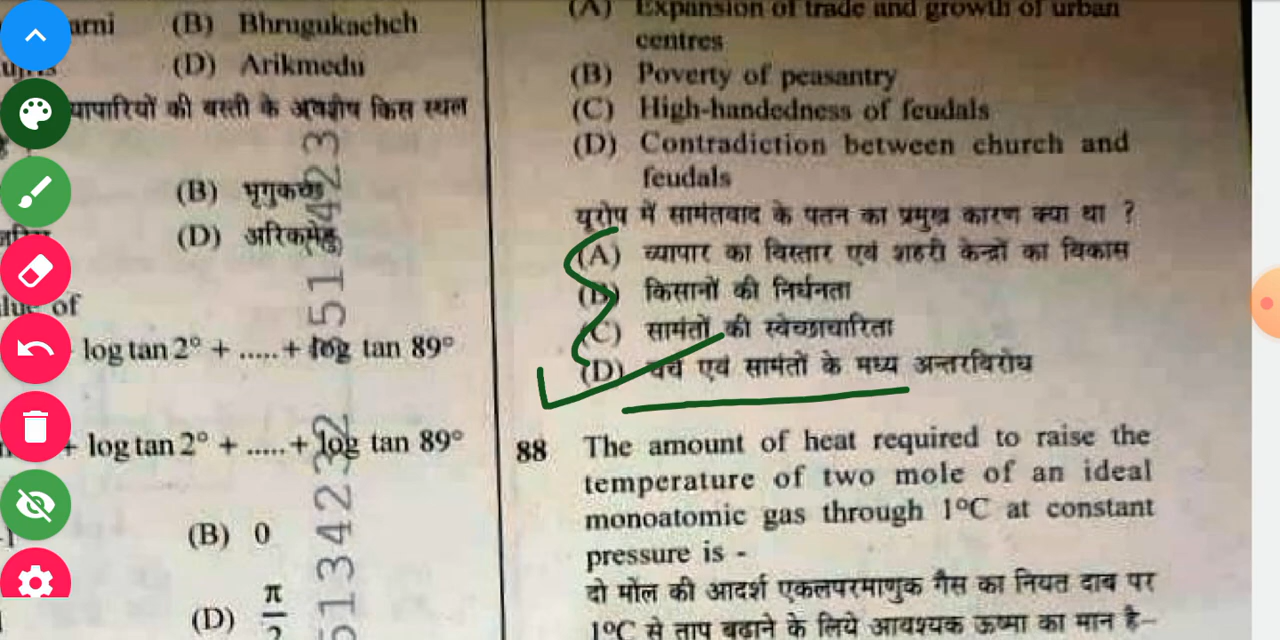 arni (B) Bhrugukachch
(D) Arikmedu
व्यापारियों की बस्ती के अवशेष किस स्थल
(B) भृगुकच्छ
(D) अरिकमेडु
lue of
log tan 2° + ..... + log tan 89°
+ log tan 2° + ..... + log tan 89°
(B) 0
(D) π/2
(A) Expansion of trade and growth of urban
centres
(B) Poverty of peasantry
(C) High-handedness of feudals
(D) Contradiction between church and
feudals
यूरोप में सामंतवाद के पतन का प्रमुख कारण क्या था ?
(A) व्यापार का विस्तार एवं शहरी केन्द्रों का विकास
(B) किसानों की निर्धनता
(C) सामंतों की स्वेच्छाचारिता
(D) चर्च एवं सामंतों के मध्य अन्तरविरोध
88 The amount of heat required to raise the
temperature of two mole of an ideal
monoatomic gas through 1°C at constant
pressure is -
दो मोल की आदर्श एकलपरमाणुक गैस का नियत दाब पर
1°C से ताप बढाने के लिये आवश्यक ऊष्मा का मान है–